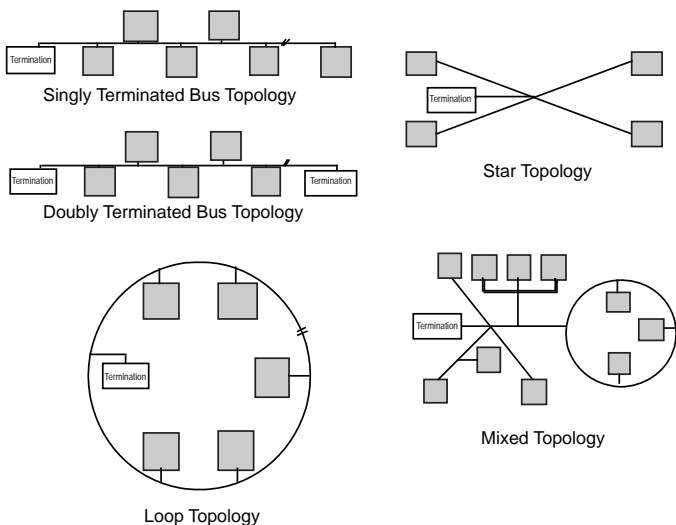 Termination
Singly Terminated Bus Topology
Termination
Termination
Doubly Terminated Bus Topology
Termination
Star Topology
Termination
Loop Topology
Termination
Mixed Topology